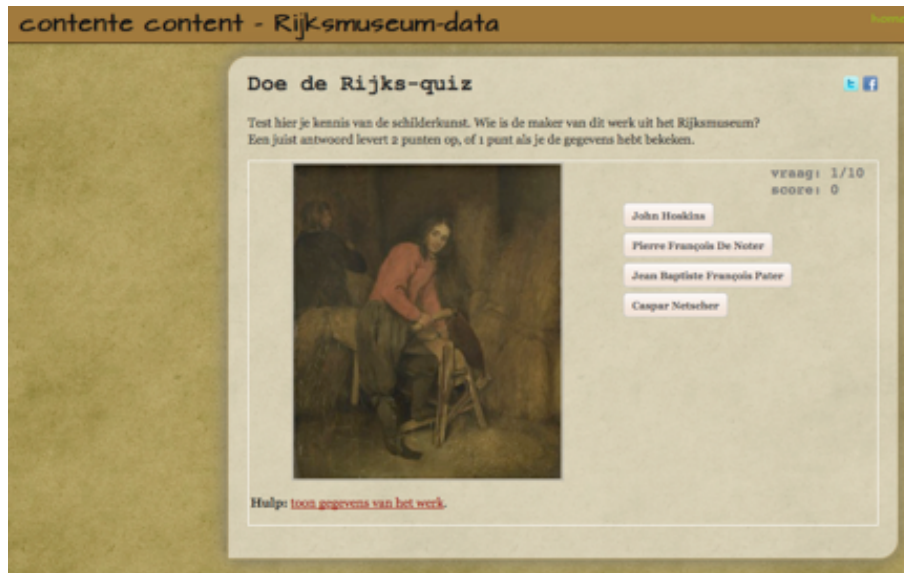 contente content - Rijksmuseum-data
home
Doe de Rijks-quiz
Test hier je kennis van de schilderkunst. Wie is de maker van dit werk uit het Rijksmuseum?
Een juist antwoord levert 2 punten op, of 1 punt als je de gegevens hebt bekeken.
vraag: 1/10
score: 0
John Hoskins
Pierre François De Noter
Jean Baptiste François Pater
Caspar Netscher
Hulp: toon gegevens van het werk.